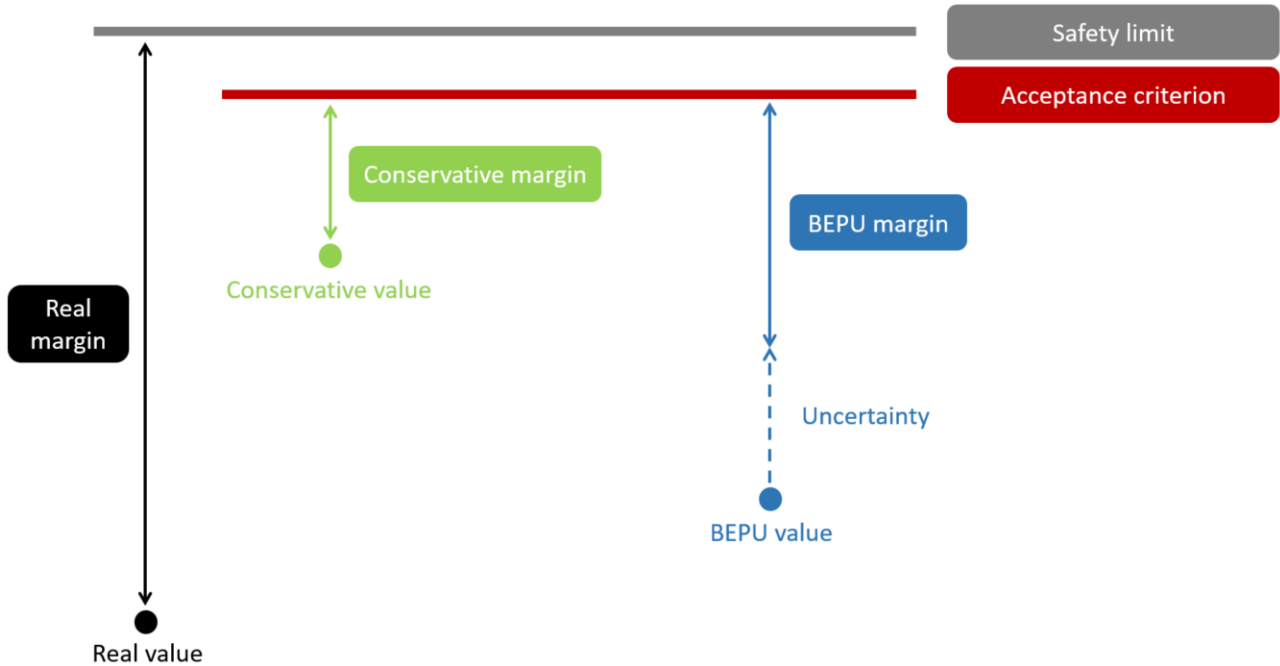 Safety limit
Acceptance criterion
Conservative margin
BEPU margin
Conservative value
Real
margin
Uncertainty
BEPU value
Real value